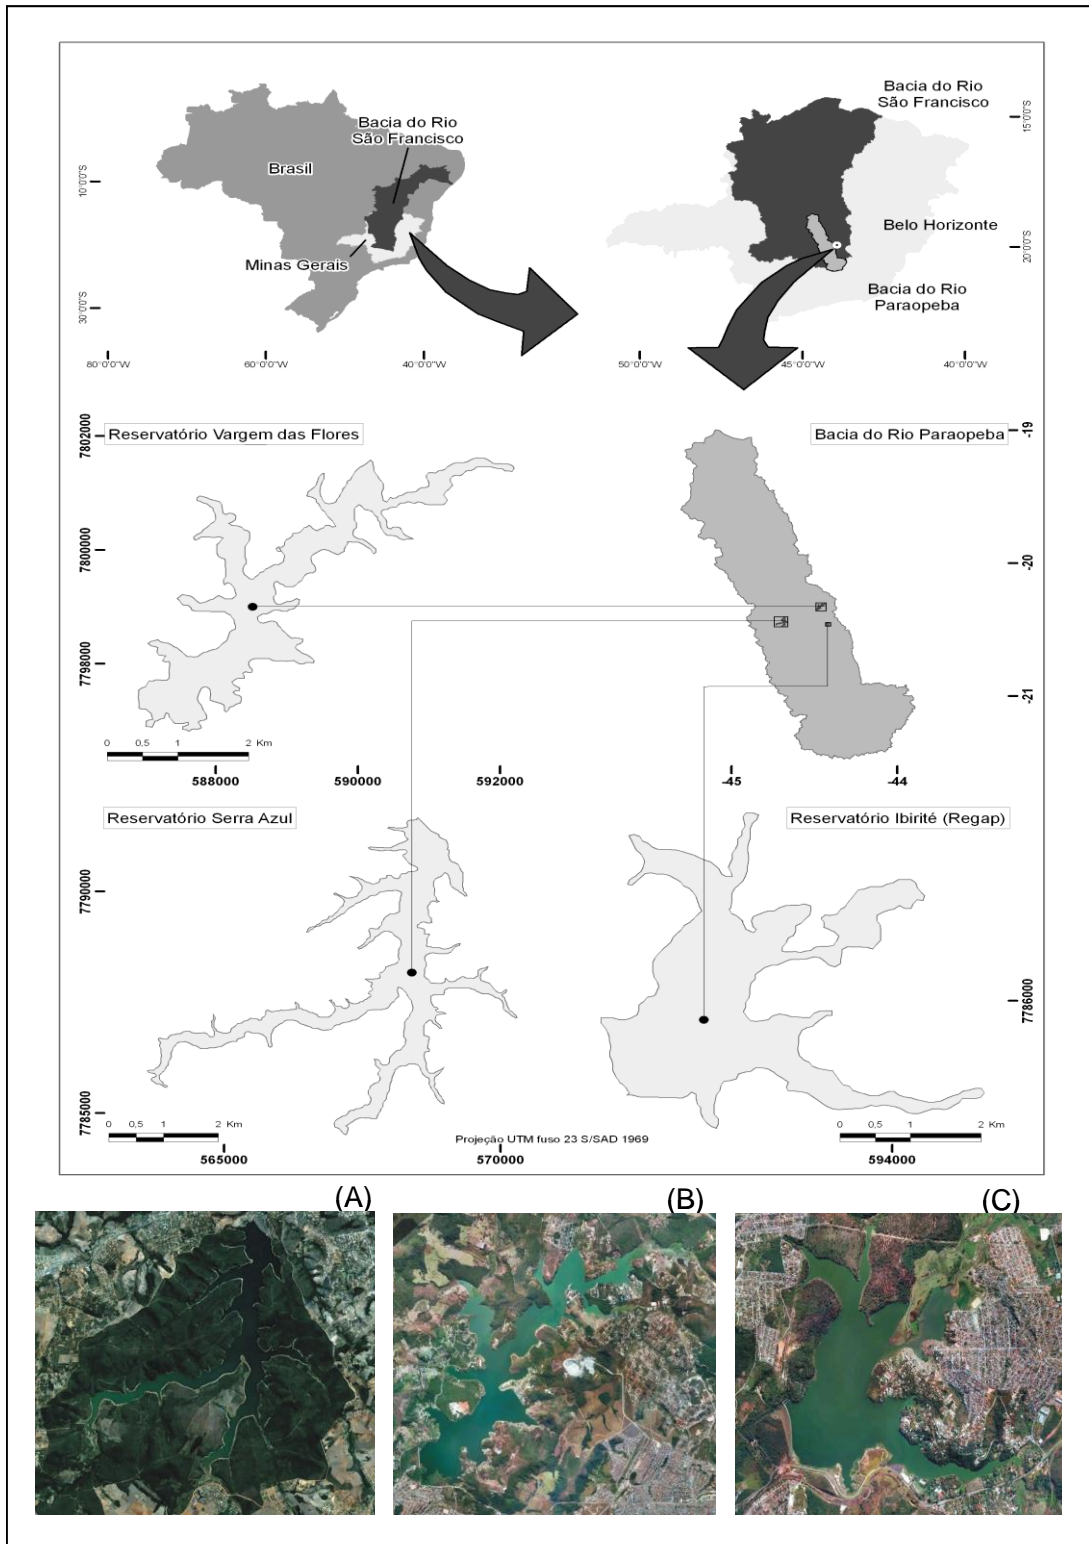 Bacia do Rio
São Francisco
Brasil
Minas Gerais
10°0'0"S
30°0'0"S
80°0'0"W
60°0'0"W
40°0'0"W
Bacia do Rio
São Francisco
Belo Horizonte
Bacia do Rio
Paraopeba
15°0'0"S
20°0'0"S
50°0'0"W
45°0'0"W
40°0'0"W
Reservatório Vargem das Flores
7802000
7800000
7798000
0 0,5 1 2 Km
588000 590000 592000
Bacia do Rio Paraopeba
-19
-20
-21
-45 -44
Reservatório Serra Azul
7790000
7785000
0 0,5 1 2 Km
565000 570000
Reservatório Ibirité (Regap)
7786000
0 0,5 1 2 Km
594000
Projeção UTM fuso 23 S/SAD 1969
(A) (B) (C)